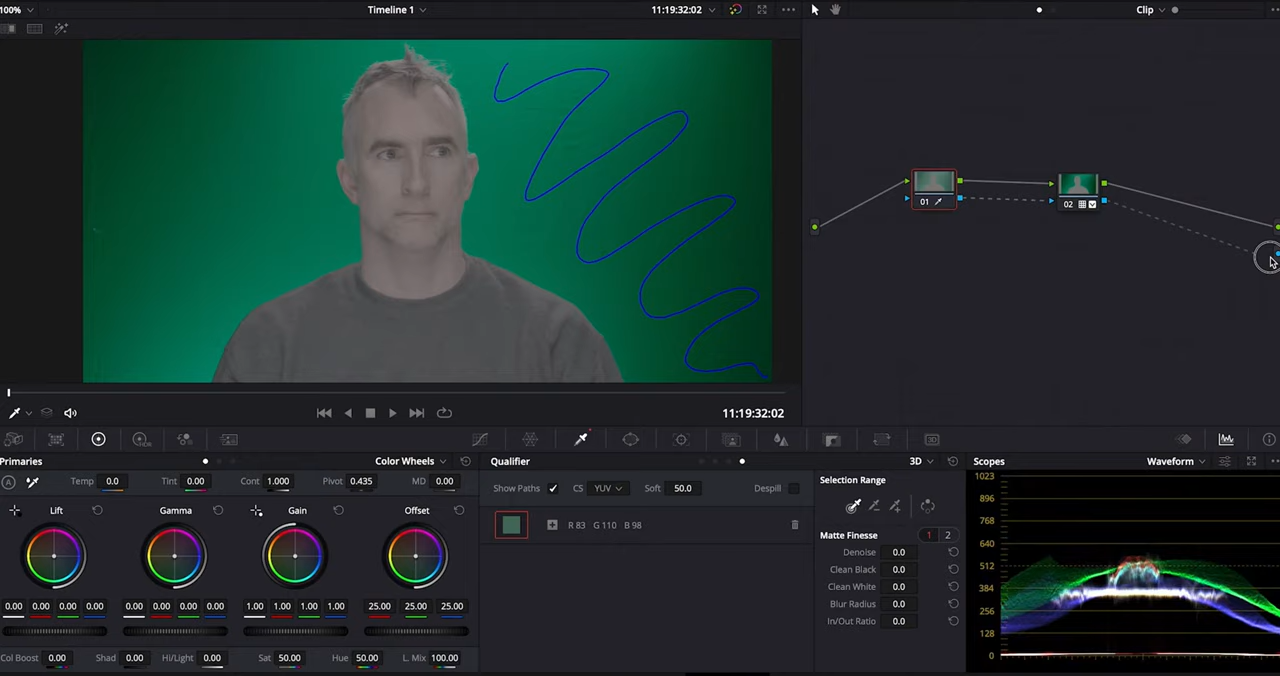 100% Timeline 1 11:19:32:02 Clip
01
02
11:19:32:02
3D
Primaries Color Wheels Qualifier 3D Scopes Waveform
A Temp 0.0 Tint 0.00 Cont 1.000 Pivot 0.435 MD 0.00 Show Paths CS YUV Soft 50.0 Despill Selection Range 1023
896
Lift Gamma Gain Offset 768
R 83 G 110 B 98 Matte Finesse 1 2 640
Denoise 0.0 512
Clean Black 0.0
Clean White 0.0 384
0.00 0.00 0.00 0.00 0.00 0.00 0.00 0.00 1.00 1.00 1.00 1.00 25.00 25.00 25.00 Blur Radius 0.0 256
In/Out Ratio 0.0 128
Col Boost 0.00 Shad 0.00 Hi/Light 0.00 Sat 50.00 Hue 50.00 L. Mix 100.00 0